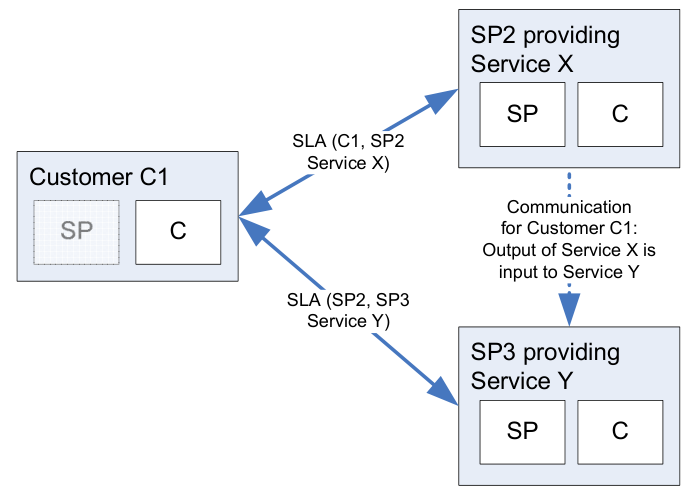 SP2 providing
Service X
SP
C
SLA (C1, SP2
Service X)
Customer C1
SP
C
Communication
for Customer C1:
Output of Service X is
input to Service Y
SLA (SP2, SP3
Service Y)
SP3 providing
Service Y
SP
C